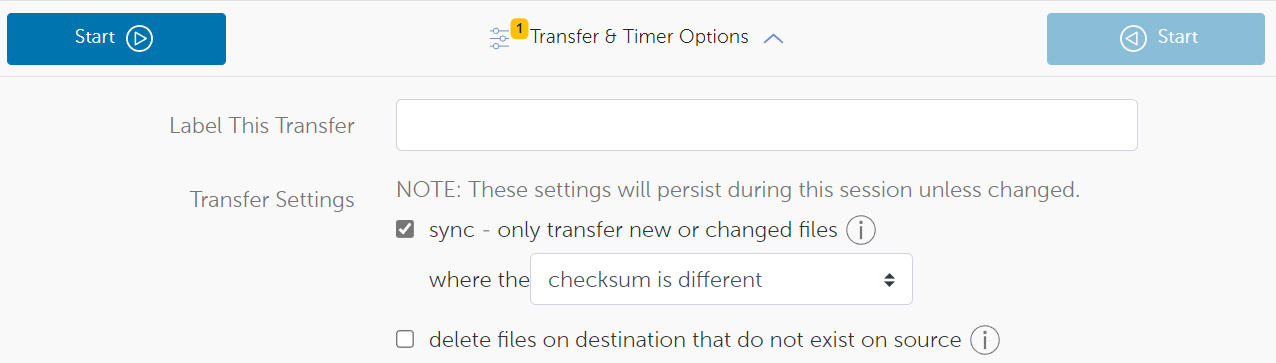 Start
1
Transfer & Timer Options
Start
Label This Transfer
Transfer Settings
NOTE: These settings will persist during this session unless changed.
sync - only transfer new or changed files
where the checksum is different
delete files on destination that do not exist on source